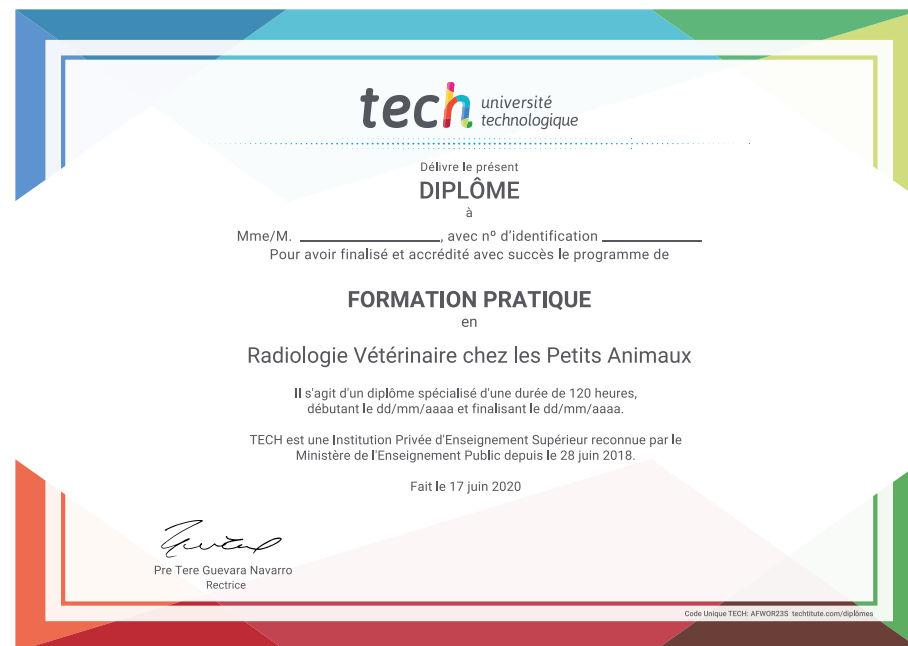 tech université
technologique
Délivre le présent
DIPLÔME
à
Mme/M. ____________________, avec nº d'identification ______________
Pour avoir finalisé et accrédité avec succès le programme de
FORMATION PRATIQUE
en
Radiologie Vétérinaire chez les Petits Animaux
Il s'agit d'un diplôme spécialisé d'une durée de 120 heures,
débutant le dd/mm/aaaa et finalisant le dd/mm/aaaa.
TECH est une Institution Privée d'Enseignement Supérieur reconnue par le
Ministère de l'Enseignement Public depuis le 28 juin 2018.
Fait le 17 juin 2020
Pre Tere Guevara Navarro
Rectrice
Code Unique TECH: AFWOR23S techtitute.com/diplômes